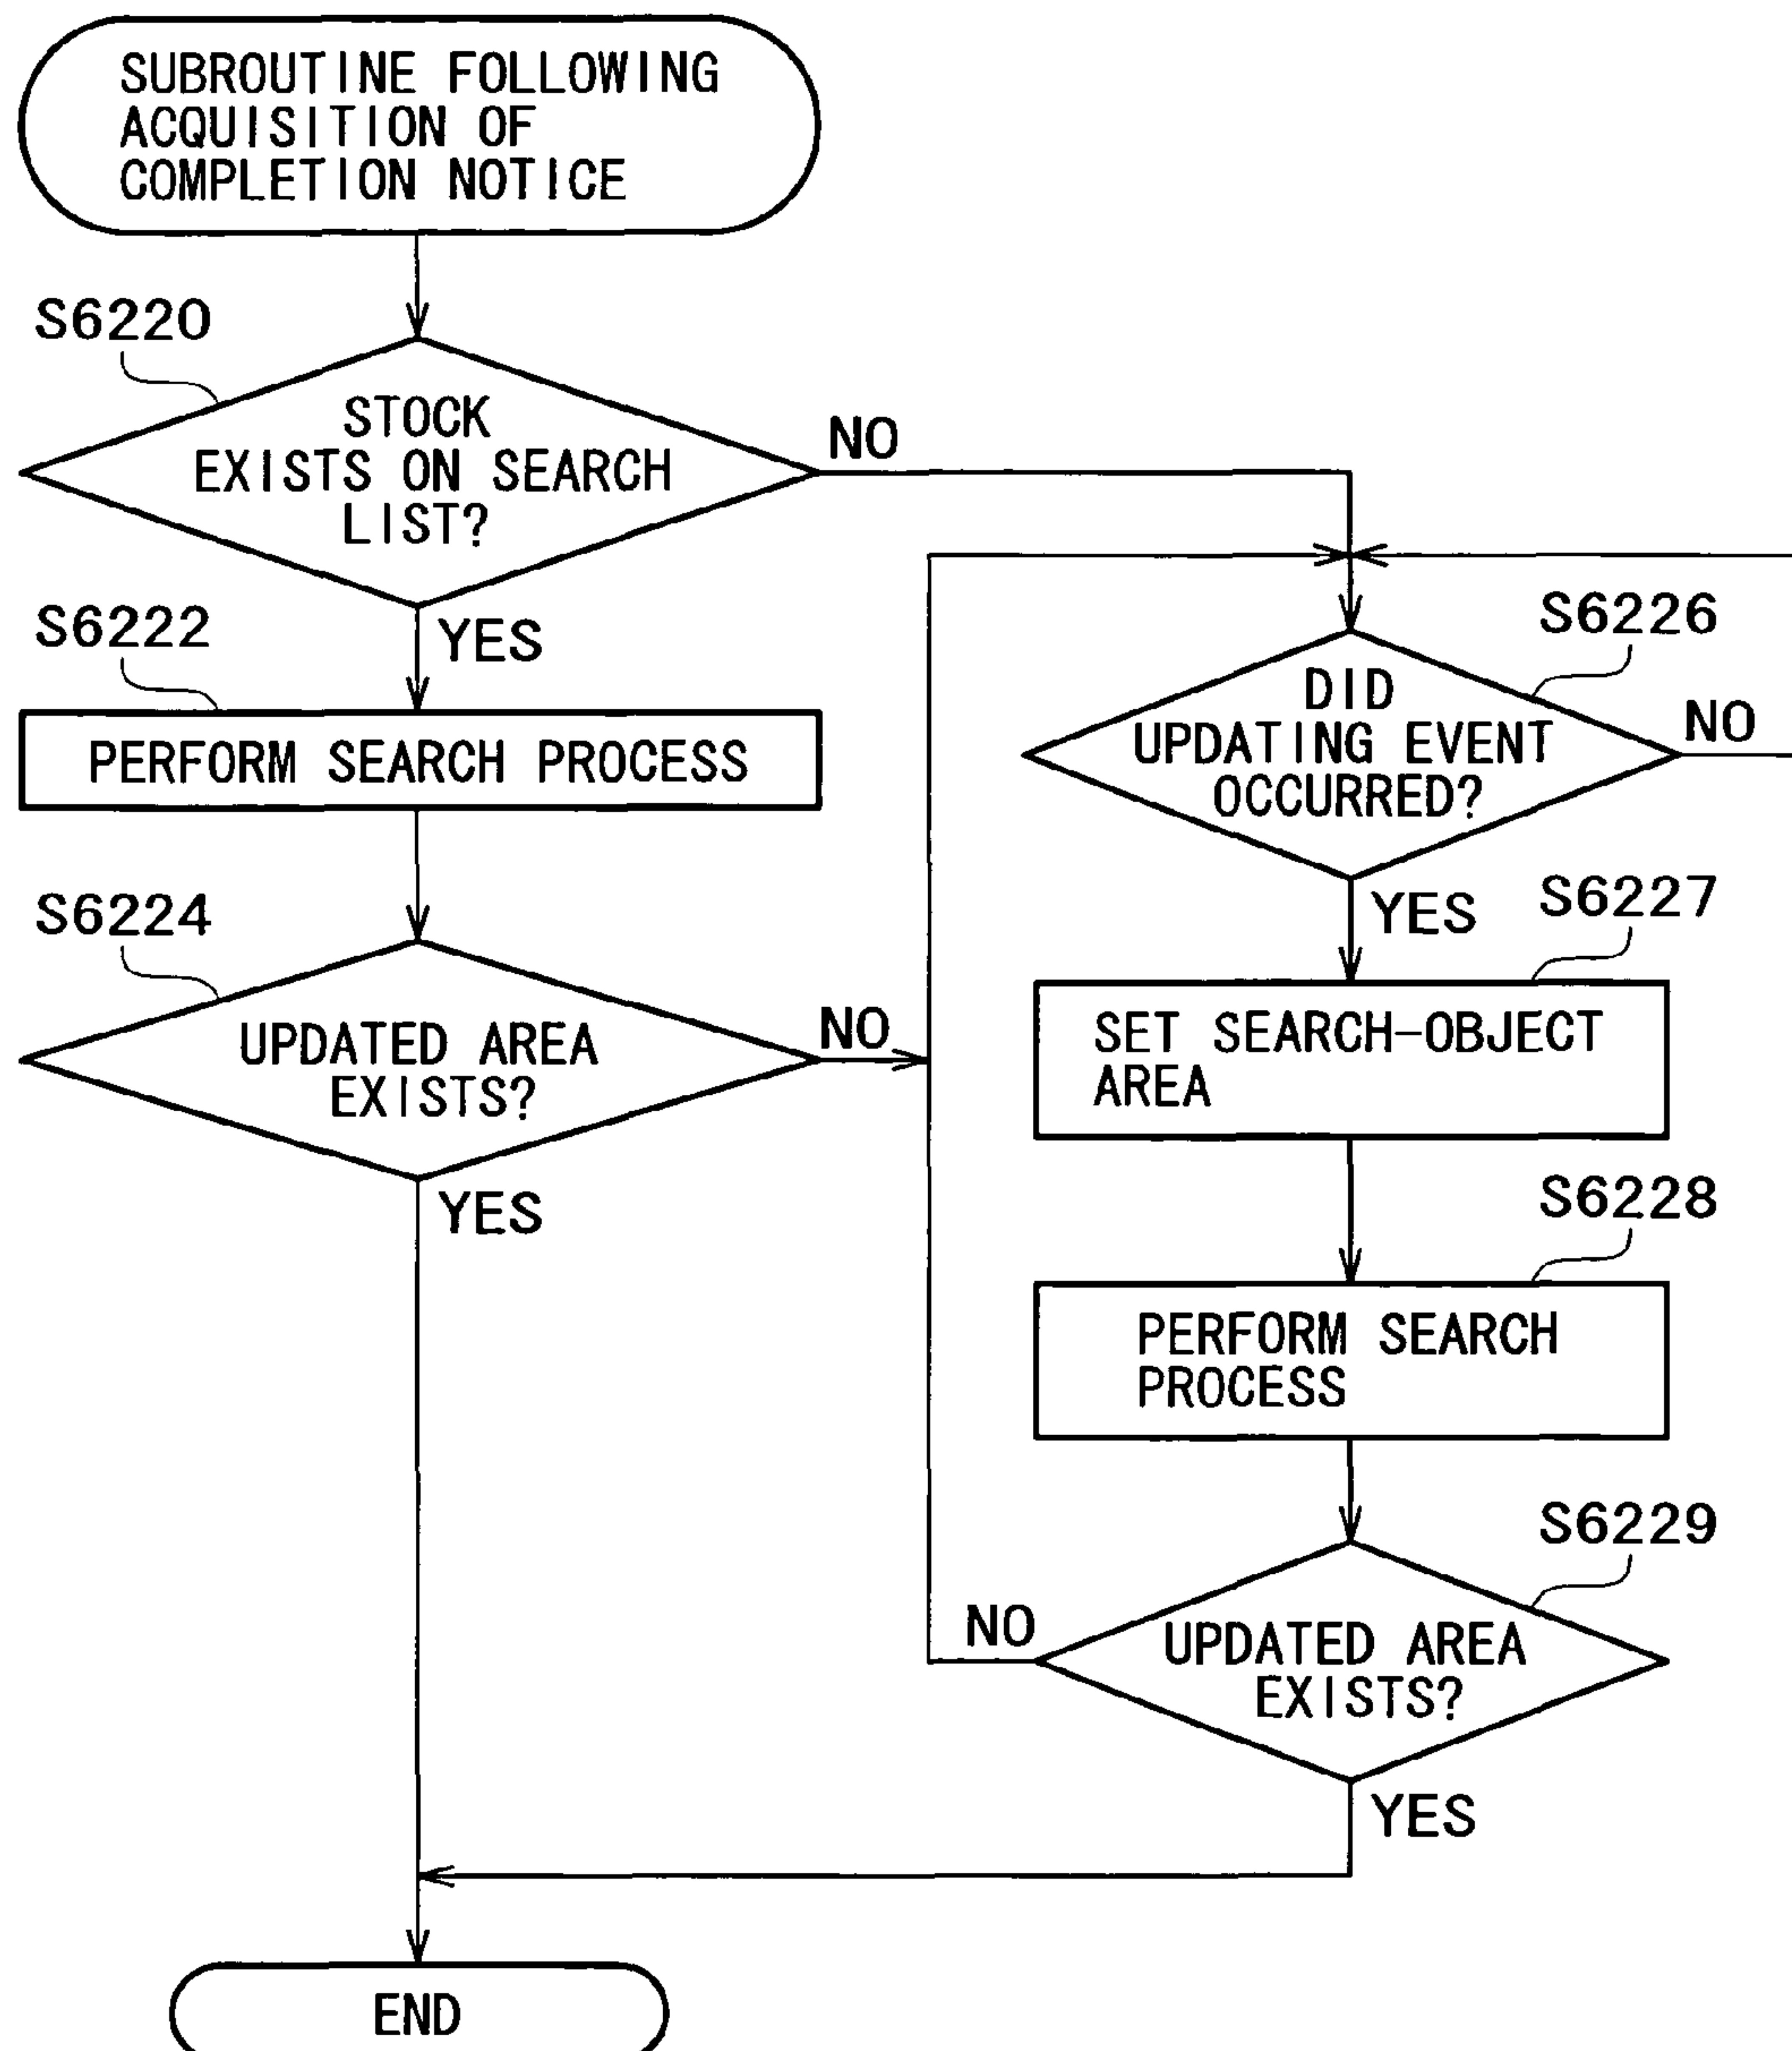 SUBROUTINE FOLLOWING
ACQUISITION OF
COMPLETION NOTICE
S6220
STOCK
EXISTS ON SEARCH
LIST?
NO
YES
S6222
PERFORM SEARCH PROCESS
S6224
UPDATED AREA
EXISTS?
NO
YES
S6226
DID
UPDATING EVENT
OCCURRED?
NO
YES
S6227
SET SEARCH-OBJECT
AREA
S6228
PERFORM SEARCH
PROCESS
S6229
UPDATED AREA
EXISTS?
NO
YES
END